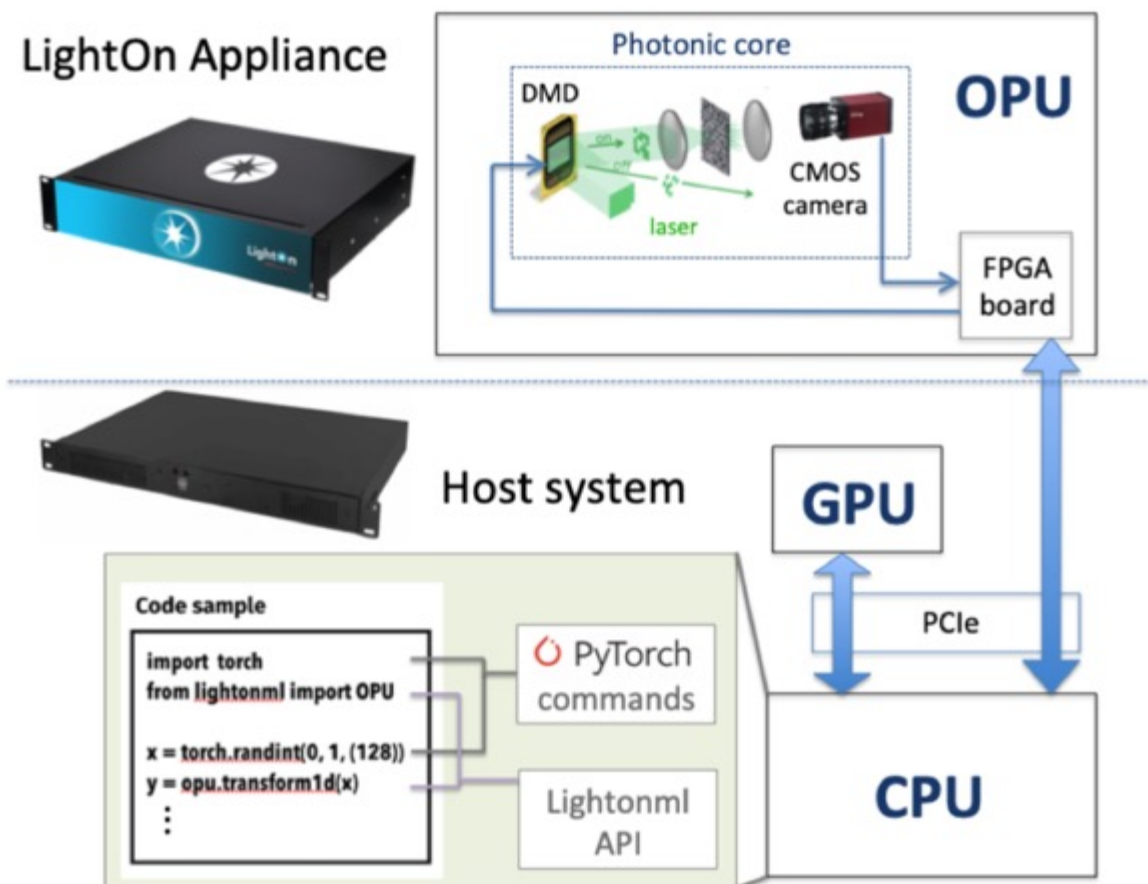 LightOn Appliance
Photonic core
OPU
DMD
on
off
laser
CMOS
camera
FPGA
board
LightOn
Host system
GPU
PCIe
CPU
Code sample
import torch
from lightonml import OPU
x = torch.randint(0, 1, (128))
y = opu.transform1d(x)
⋮
PyTorch
commands
Lightonml
API